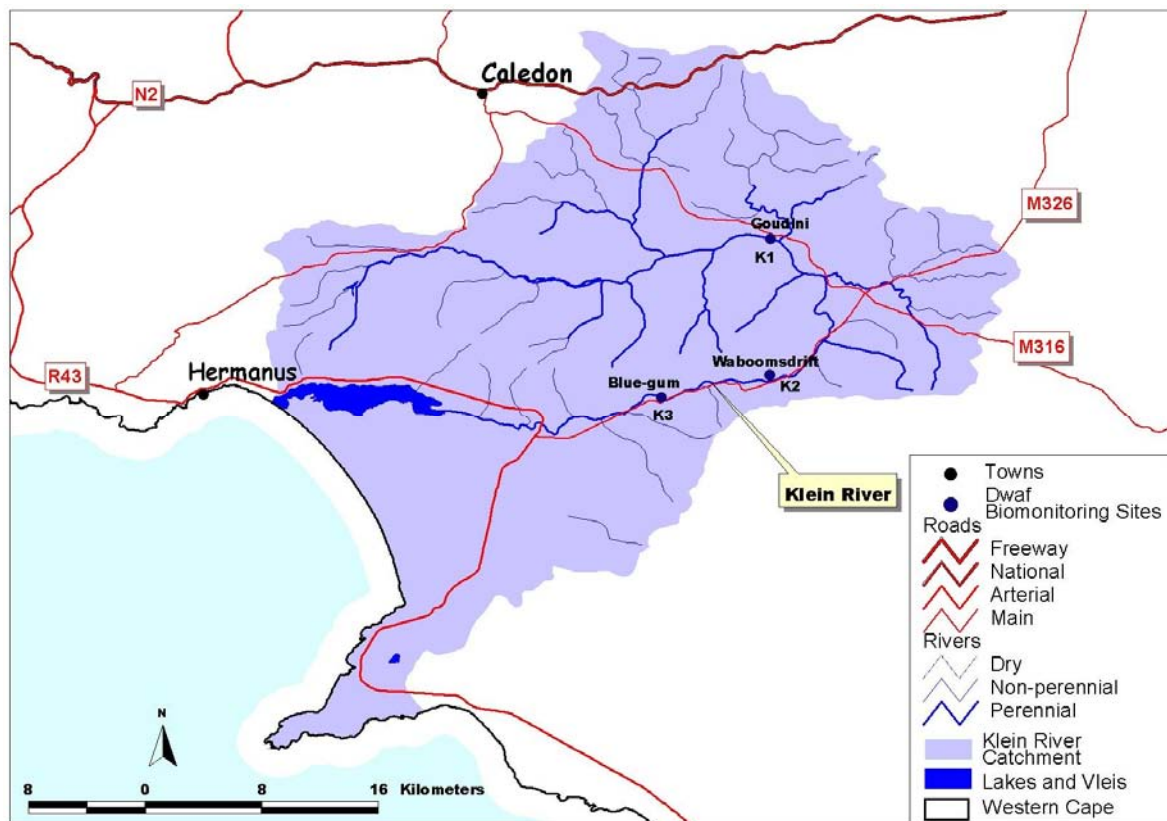 Caledon
N2
M326
Goudini
K1
M316
R43
Hermanus
Waboomsdrift
Blue-gum
K2
K3
Klein River
N
8 0 8 16 Kilometers
Towns
Dwaf
Biomonitoring Sites
Roads
Freeway
National
Arterial
Main
Rivers
Dry
Non-perennial
Perennial
Klein River
Catchment
Lakes and Vleis
Western Cape